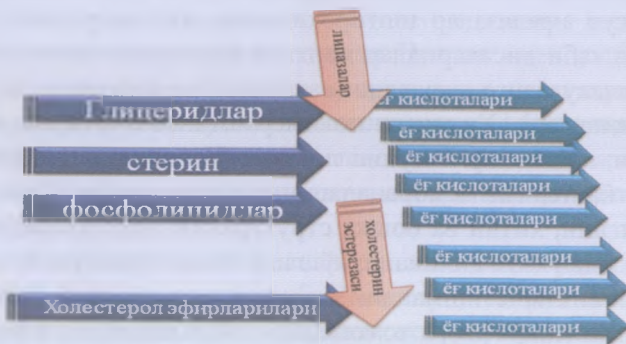 липазалар
Глицеридлар
стерин
фосфолипидлар
холестерин
эстеразаси
Холестерол эфирларилари
ёғ кислоталари
ёғ кислоталари
ёғ кислоталари
ёғ кислоталари
ёғ кислоталари
ёғ кислоталари
ёғ кислоталари
ёғ кислоталари